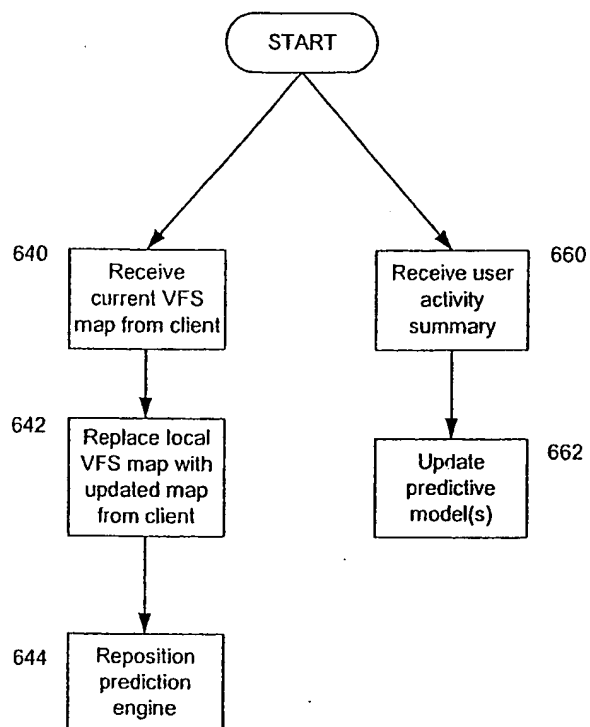 START
640
Receive
current VFS
map from client
660
Receive user
activity
summary
642
Replace local
VFS map with
updated map
from client
662
Update
predictive
model(s)
644
Reposition
prediction
engine